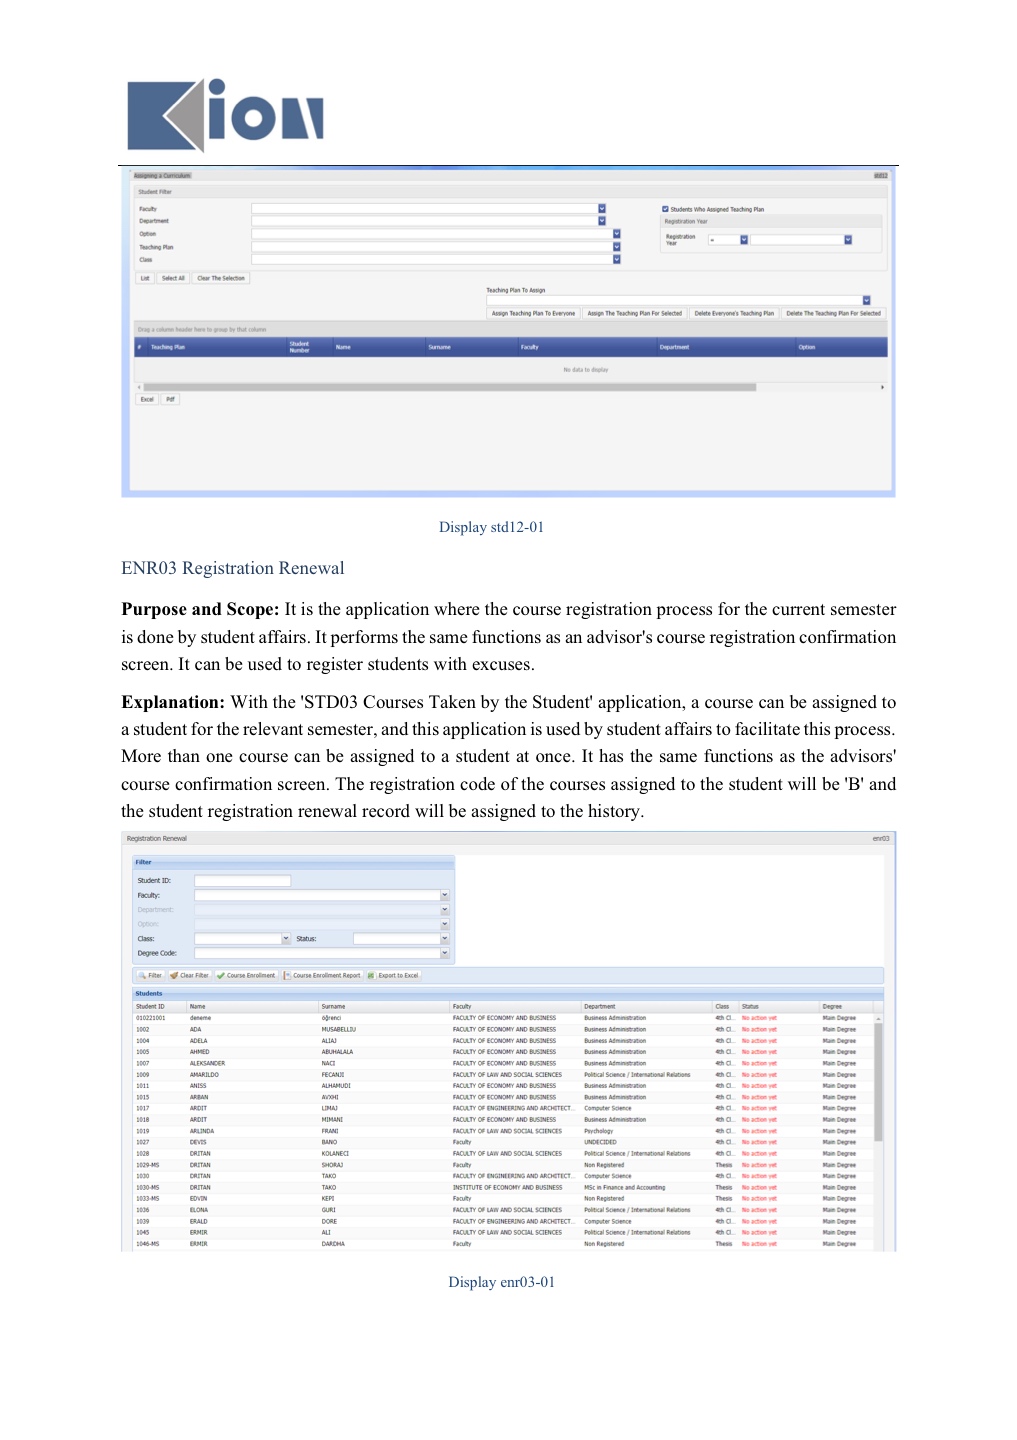 Kion
Assigning a Curriculum std12
Student Filter
Faculty
Students Who Assigned Teaching Plan
Department
Registiration Year
Option
Registration Year =
Teaching Plan
Class
List Select All Clear The Selection
Teaching Plan To Assign
Assign Teaching Plan To Everyone Assign The Teaching Plan For Selected Delete Everyone's Teaching Plan Delete The Teaching Plan For Selected
Drag a column header here to group by that column
# Teaching Plan Student Number Name Surname Faculty Department Option
No data to display
Excel Pdf
Display std12-01
ENR03 Registration Renewal
Purpose and Scope: It is the application where the course registration process for the current semester
is done by student affairs. It performs the same functions as an advisor's course registration confirmation
screen. It can be used to register students with excuses.
Explanation: With the 'STD03 Courses Taken by the Student' application, a course can be assigned to
a student for the relevant semester, and this application is used by student affairs to facilitate this process.
More than one course can be assigned to a student at once. It has the same functions as the advisors'
course confirmation screen. The registration code of the courses assigned to the student will be 'B' and
the student registration renewal record will be assigned to the history.
Registration Renewal enr03
Filter
Student ID:
Faculty:
Department:
Option:
Class: Status:
Degree Code:
Filter Clear Filter Course Enrollment Course Enrollment Report Export to Excel
Students
Student ID Name Surname Faculty Department Class Status Degree
010221001 deneme öğrenci FACULTY OF ECONOMY AND BUSINESS Business Administration 4th Cl... No action yet Main Degree
1002 ADA MUSABELLIU FACULTY OF ECONOMY AND BUSINESS Business Administration 4th Cl... No action yet Main Degree
1004 ADELA ALIAJ FACULTY OF ECONOMY AND BUSINESS Business Administration 4th Cl... No action yet Main Degree
1005 AHMED ABUHALALA FACULTY OF ECONOMY AND BUSINESS Business Administration 4th Cl... No action yet Main Degree
1007 ALEKSANDER NACI FACULTY OF ECONOMY AND BUSINESS Business Administration 4th Cl... No action yet Main Degree
1009 AMARILDO FECANJI FACULTY OF LAW AND SOCIAL SCIENCES Political Science / International Relations 4th Cl... No action yet Main Degree
1011 ANISS ALHAMUDI FACULTY OF ECONOMY AND BUSINESS Business Administration 4th Cl... No action yet Main Degree
1015 ARBAN AVXHI FACULTY OF ECONOMY AND BUSINESS Business Administration 4th Cl... No action yet Main Degree
1017 ARDIT LIMAJ FACULTY OF ENGINEERING AND ARCHITECT... Computer Science 4th Cl... No action yet Main Degree
1018 ARDIT MIMANI FACULTY OF ECONOMY AND BUSINESS Business Administration 4th Cl... No action yet Main Degree
1019 ARLINDA FRANI FACULTY OF LAW AND SOCIAL SCIENCES Psychology 4th Cl... No action yet Main Degree
1027 DEVIS BANO Faculty UNDECIDED 4th Cl... No action yet Main Degree
1028 DRITAN KOLANECI FACULTY OF LAW AND SOCIAL SCIENCES Political Science / International Relations 4th Cl... No action yet Main Degree
1029-MS DRITAN SHORAJ Faculty Non Registered Thesis No action yet Main Degree
1030 DRITAN TAKO FACULTY OF ENGINEERING AND ARCHITECT... Computer Science 4th Cl... No action yet Main Degree
1030-MS DRITAN TAKO INSTITUTE OF ECONOMY AND BUSINESS MSc in Finance and Accounting Thesis No action yet Main Degree
1033-MS EDVIN KEPI Faculty Non Registered Thesis No action yet Main Degree
1036 ELONA GURI FACULTY OF LAW AND SOCIAL SCIENCES Political Science / International Relations 4th Cl... No action yet Main Degree
1039 ERALD DORE FACULTY OF ENGINEERING AND ARCHITECT... Computer Science 4th Cl... No action yet Main Degree
1045 ERMIR ALI FACULTY OF LAW AND SOCIAL SCIENCES Political Science / International Relations 4th Cl... No action yet Main Degree
1046-MS ERMIR DARDHA Faculty Non Registered Thesis No action yet Main Degree
Display enr03-01